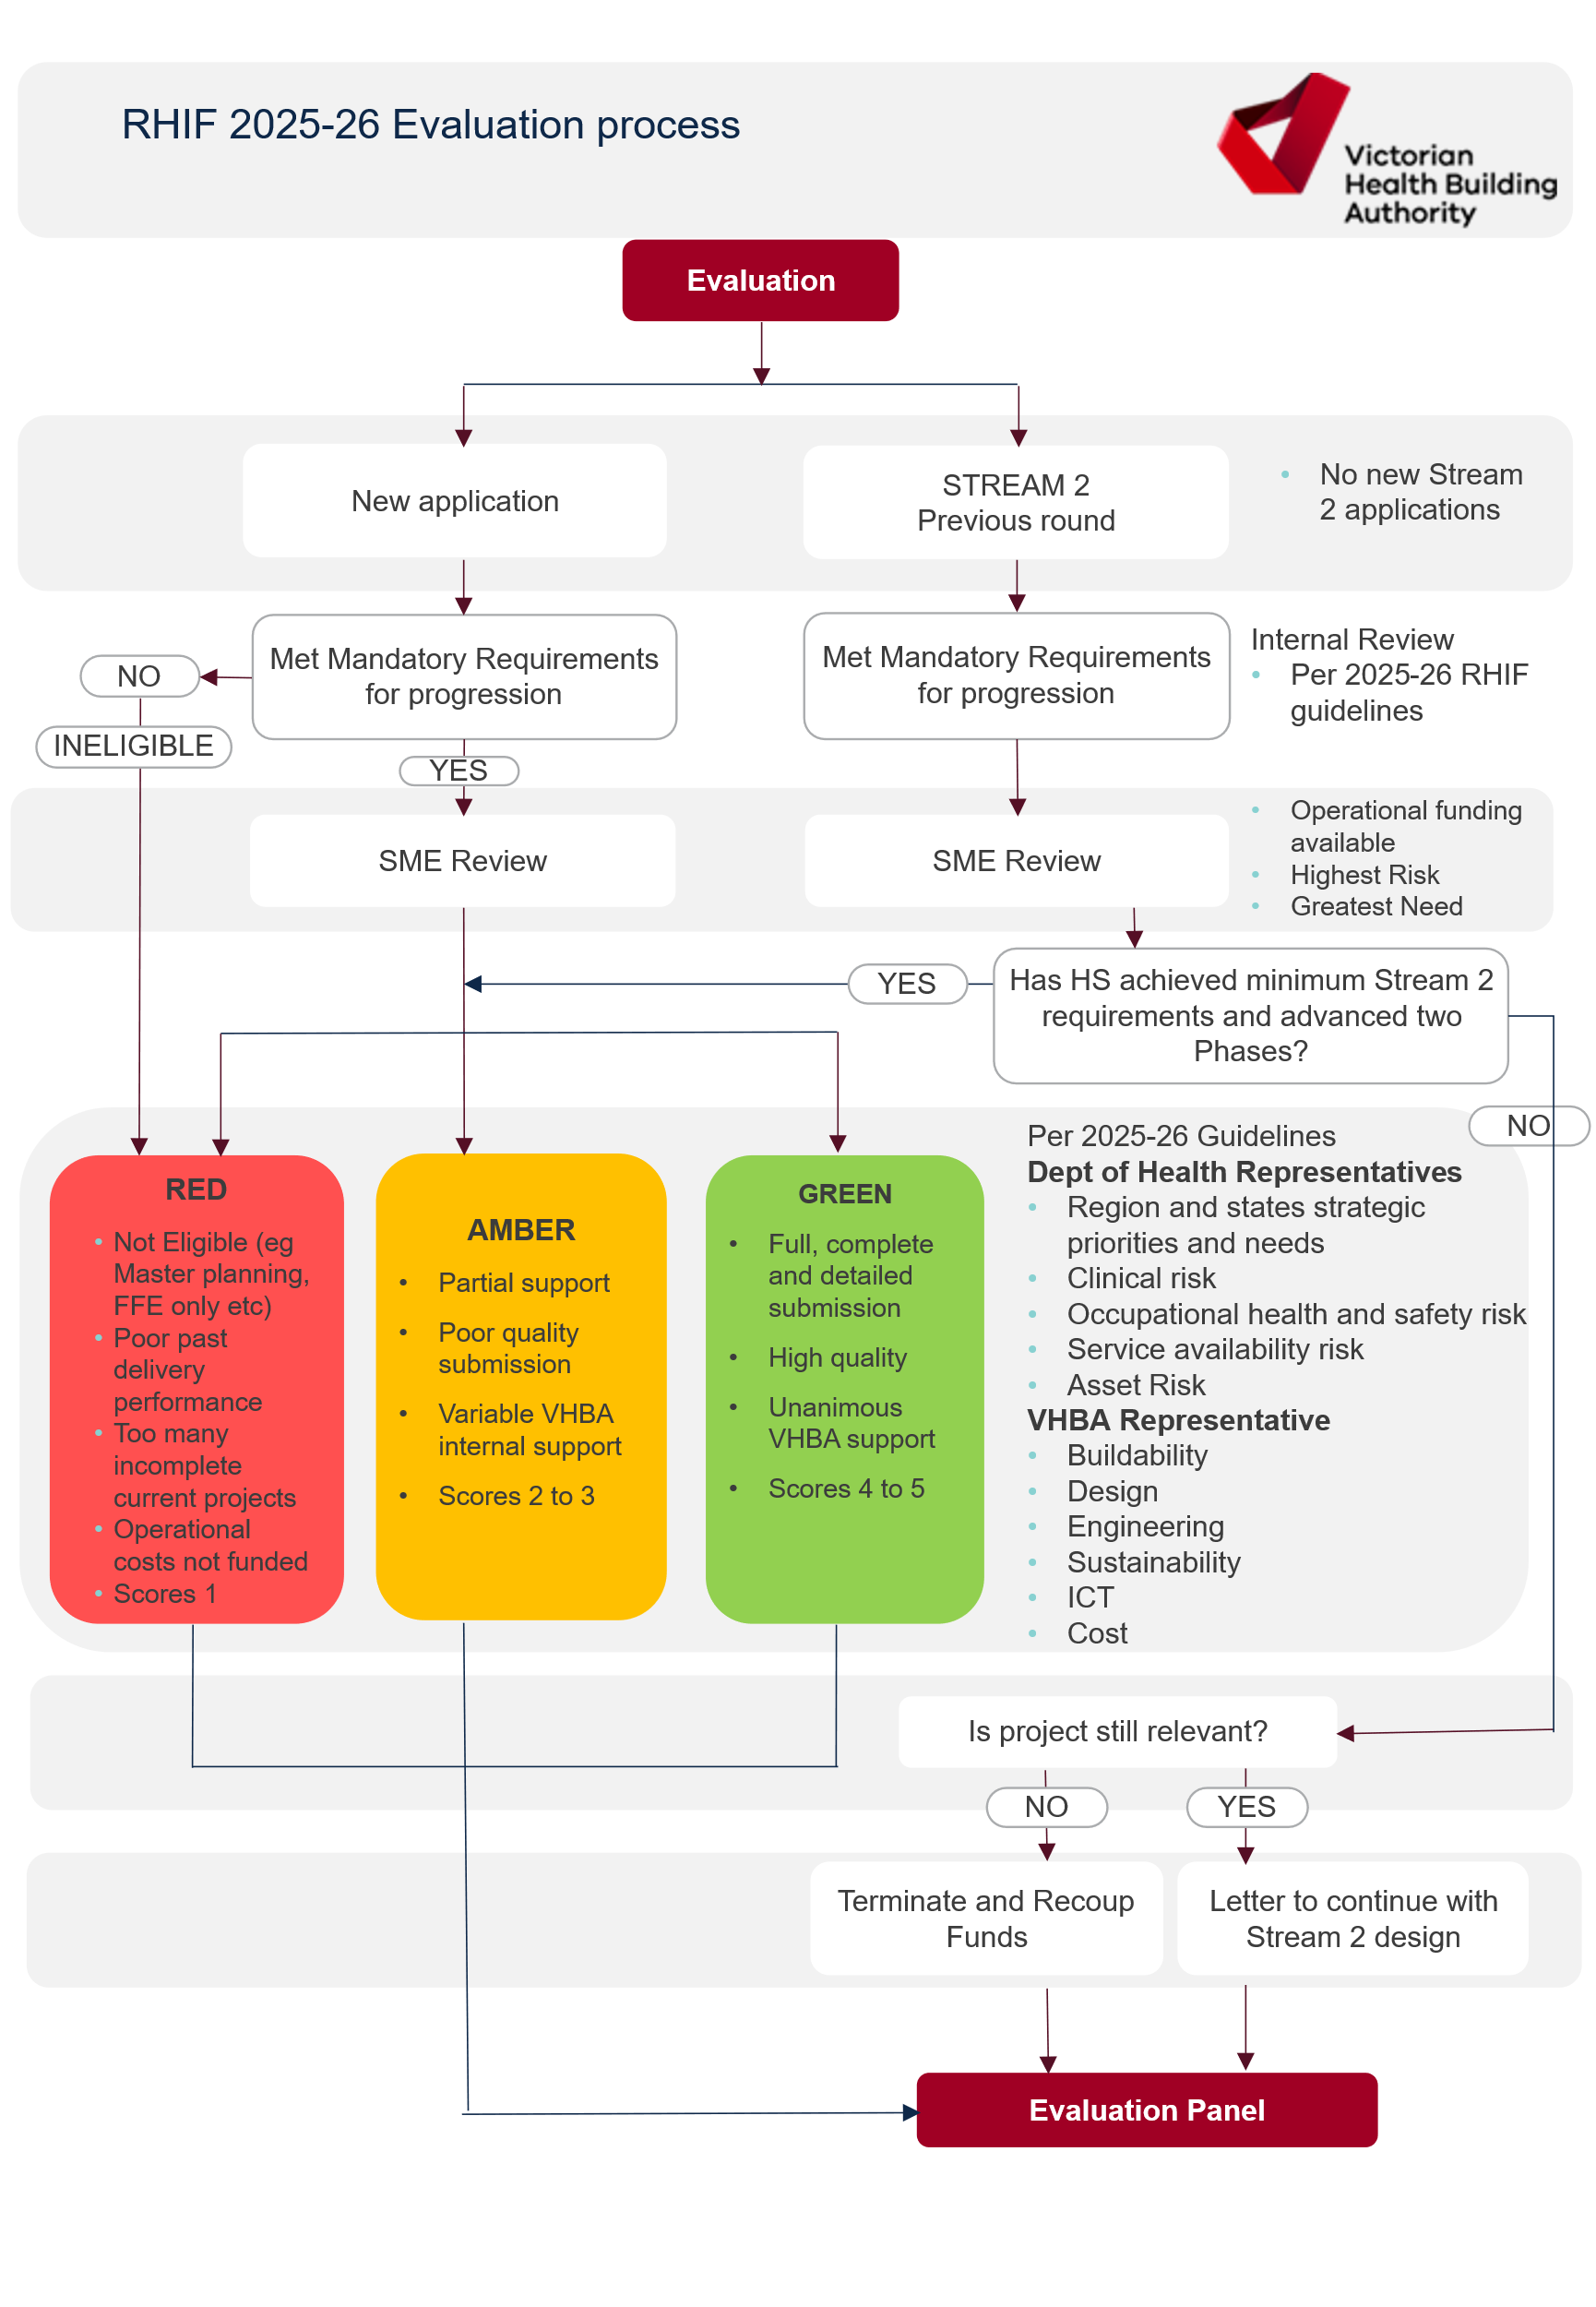 RHIF 2025-26 Evaluation process
Victorian
Health Building
Authority
Evaluation
New application
STREAM 2
Previous round
• No new Stream
2 applications
Met Mandatory Requirements
for progression
NO
INELIGIBLE
YES
Met Mandatory Requirements
for progression
Internal Review
• Per 2025-26 RHIF
guidelines
SME Review
SME Review
• Operational funding
available
• Highest Risk
• Greatest Need
YES
Has HS achieved minimum Stream 2
requirements and advanced two
Phases?
NO
RED
• Not Eligible (eg
Master planning,
FFE only etc)
• Poor past
delivery
performance
• Too many
incomplete
current projects
• Operational
costs not funded
• Scores 1
AMBER
• Partial support
• Poor quality
submission
• Variable VHBA
internal support
• Scores 2 to 3
GREEN
• Full, complete
and detailed
submission
• High quality
• Unanimous
VHBA support
• Scores 4 to 5
Per 2025-26 Guidelines
Dept of Health Representatives
• Region and states strategic
priorities and needs
• Clinical risk
• Occupational health and safety risk
• Service availability risk
• Asset Risk
VHBA Representative
• Buildability
• Design
• Engineering
• Sustainability
• ICT
• Cost
Is project still relevant?
NO
YES
Terminate and Recoup
Funds
Letter to continue with
Stream 2 design
Evaluation Panel